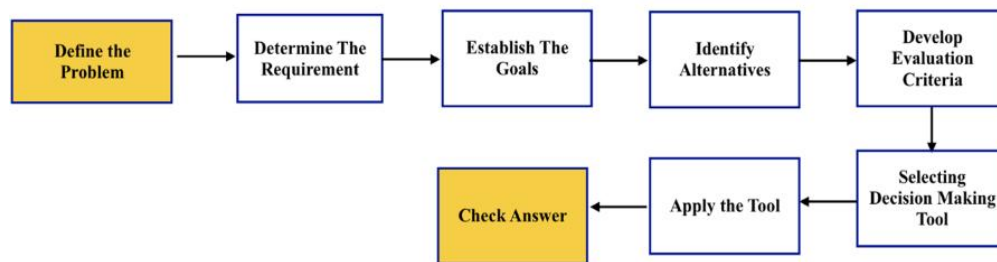 Define the
Problem
Determine The
Requirement
Establish The
Goals
Identify
Alternatives
Develop
Evaluation
Criteria
Selecting
Decision Making
Tool
Apply the Tool
Check Answer